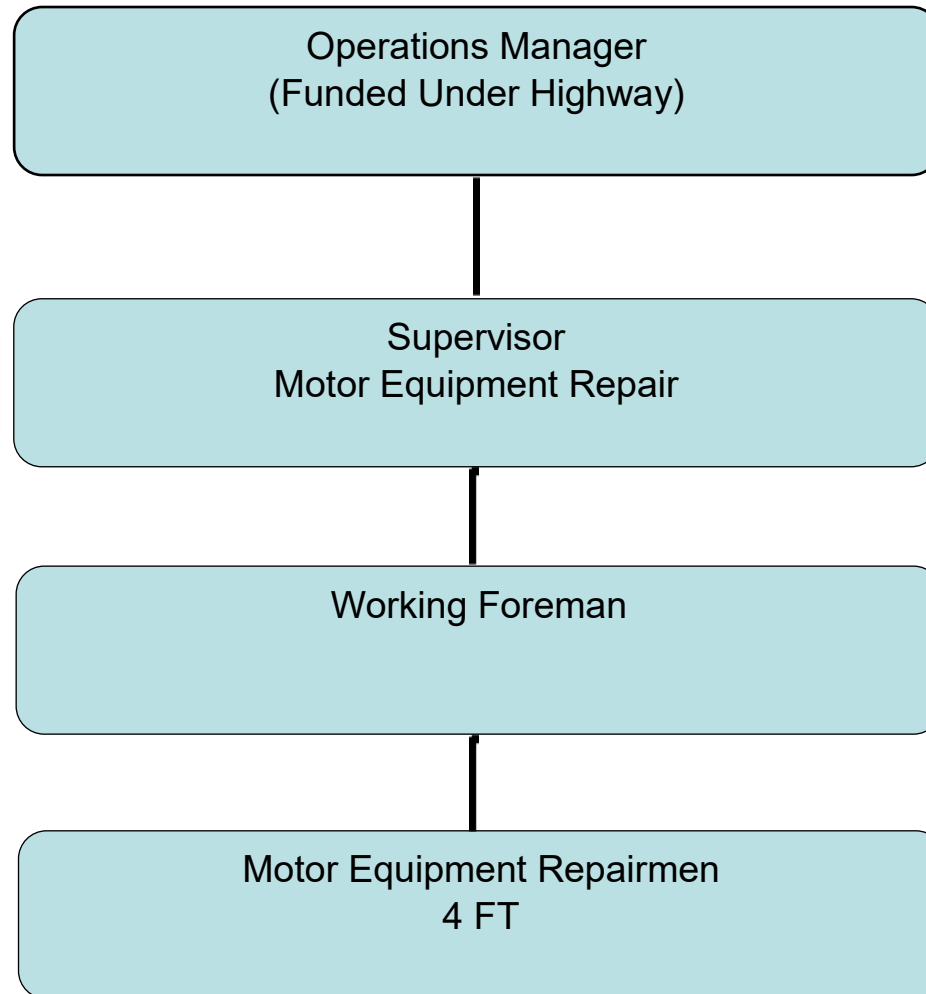 Operations Manager
(Funded Under Highway)
Supervisor
Motor Equipment Repair
Working Foreman
Motor Equipment Repairmen
4 FT